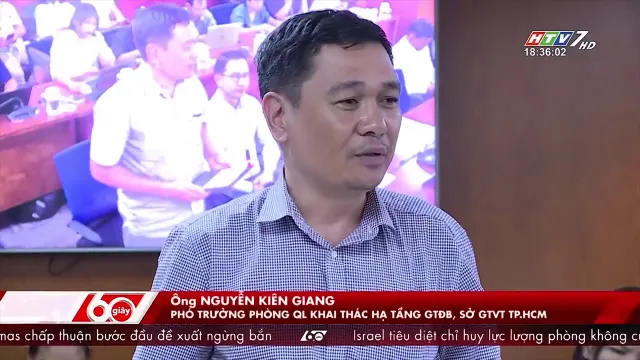 HTV7 HD
18:36:02
Ông NGUYỄN KIÊN GIANG
PHÓ TRƯỞNG PHÒNG QL KHAI THÁC HẠ TẦNG GTĐB, SỞ GTVT TP.HCM
60 giây
mas chấp thuận bước đầu đề xuất ngừng bắn 60 giây Israel tiêu diệt chỉ huy lực lượng phòng không c